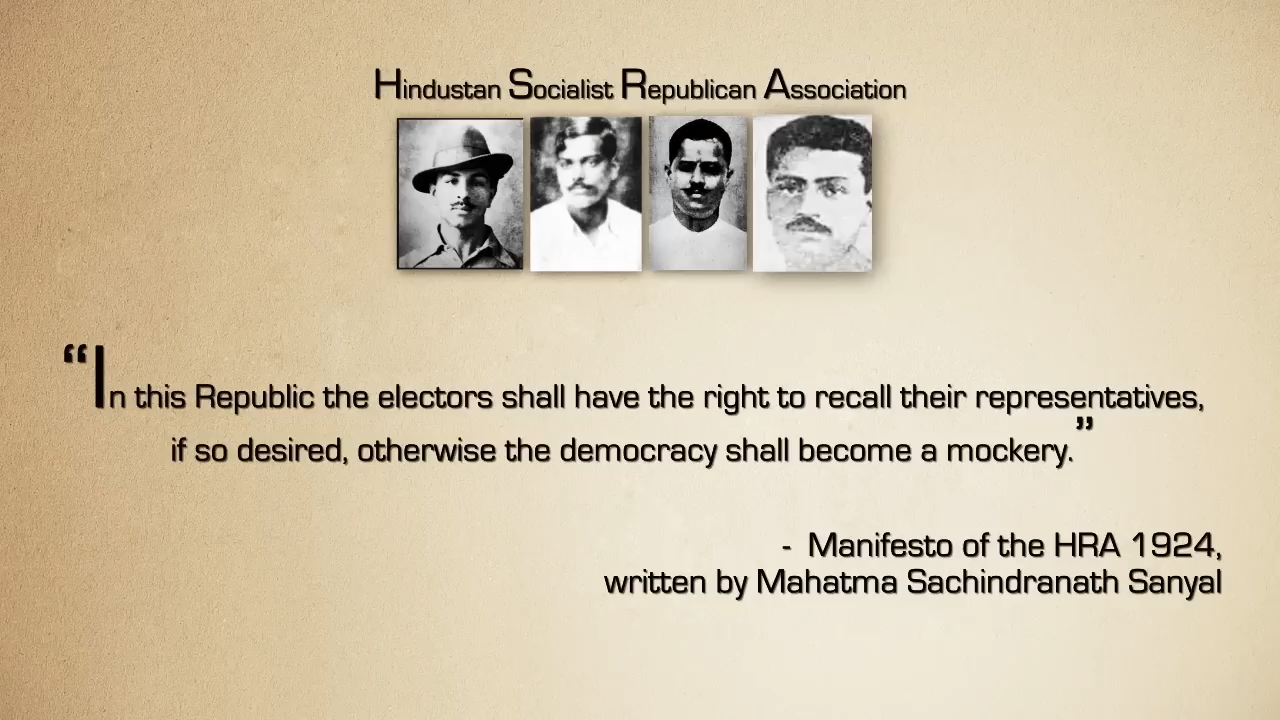 Hindustan Socialist Republican Association
“In this Republic the electors shall have the right to recall their representatives,
if so desired, otherwise the democracy shall become a mockery.”
- Manifesto of the HRA 1924,
written by Mahatma Sachindranath Sanyal